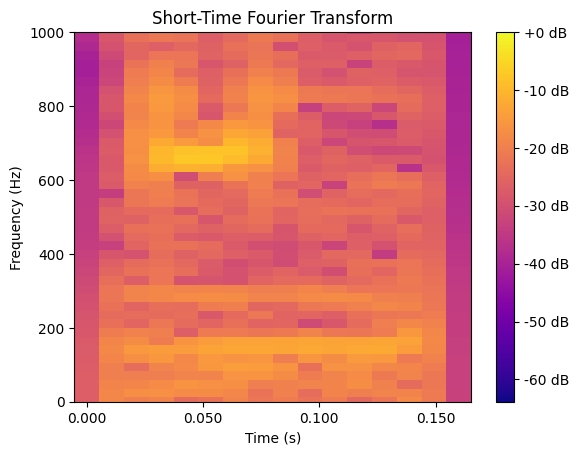 Short-Time Fourier Transform
Frequency (Hz)
1000
800
600
400
200
0
0.000
0.050
0.100
0.150
Time (s)
+0 dB
-10 dB
-20 dB
-30 dB
-40 dB
-50 dB
-60 dB